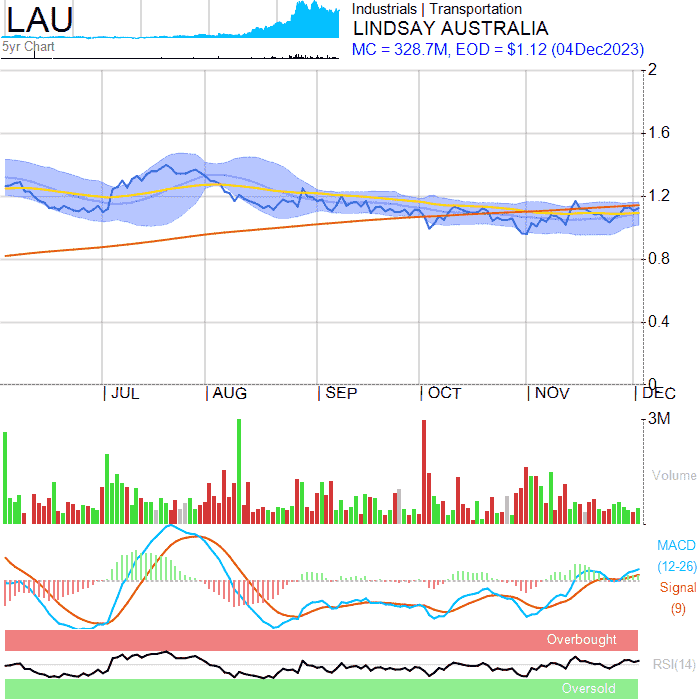 LAU
5yr Chart
Industrials | Transportation
LINDSAY AUSTRALIA
MC = 328.7M, EOD = $1.12 (04Dec2023)
2
1.6
1.2
0.8
0.4
0
JUL AUG SEP OCT NOV DEC
3M
Volume
MACD
(12-26)
Signal
(9)
Overbought
RSI(14)
Oversold